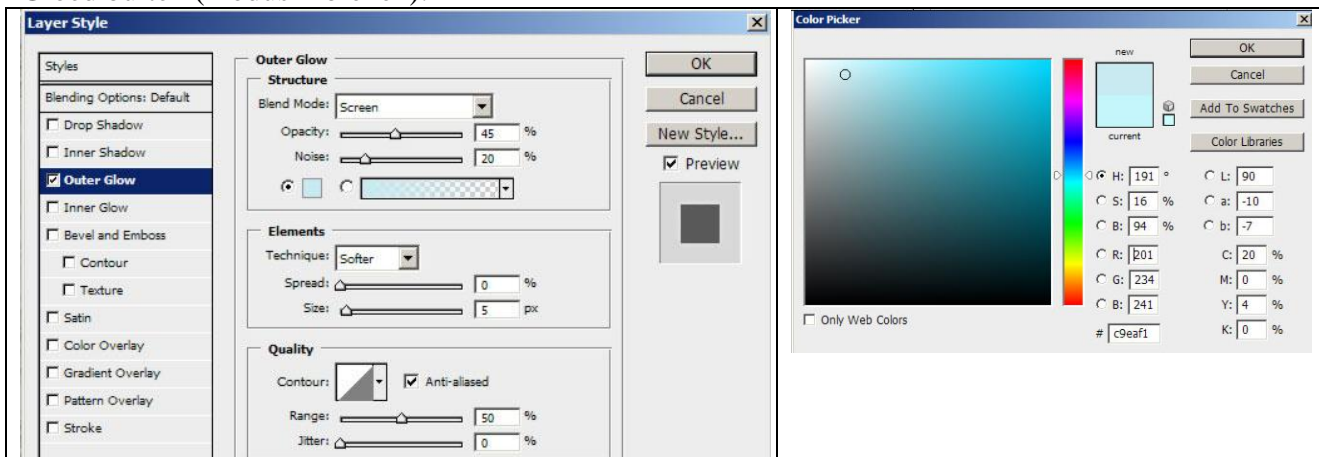 Layer Style
Styles
Blending Options: Default
Drop Shadow
Inner Shadow
Outer Glow
Inner Glow
Bevel and Emboss
Contour
Texture
Satin
Color Overlay
Gradient Overlay
Pattern Overlay
Stroke
Outer Glow
Structure
Blend Mode: Screen
Opacity: 45 %
Noise: 20 %
Elements
Technique: Softer
Spread: 0 %
Size: 5 px
Quality
Contour: Anti-aliased
Range: 50 %
Jitter: 0 %
OK
Cancel
New Style...
Preview
Color Picker
new
current
OK
Cancel
Add To Swatches
Color Libraries
H: 191 °
S: 16 %
B: 94 %
R: 201
G: 234
B: 241
# c9eaf1
L: 90
a: -10
b: -7
C: 20 %
M: 0 %
Y: 4 %
K: 0 %
Only Web Colors